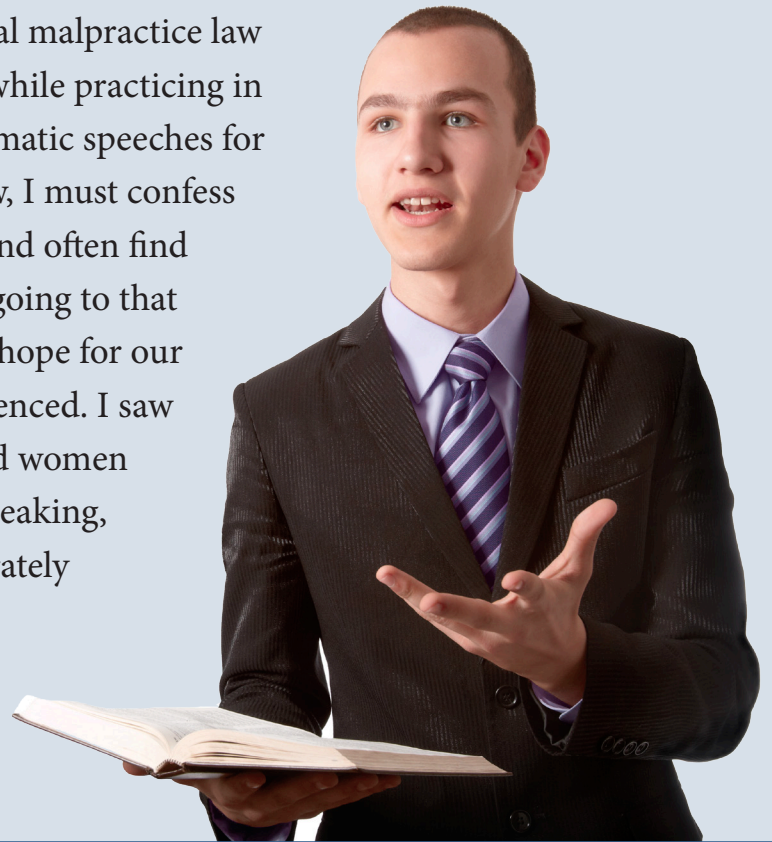 al malpractice law
while practicing in
matic speeches for
w, I must confess
nd often find
going to that
hope for our
enced. I saw
d women
eaking,
ately